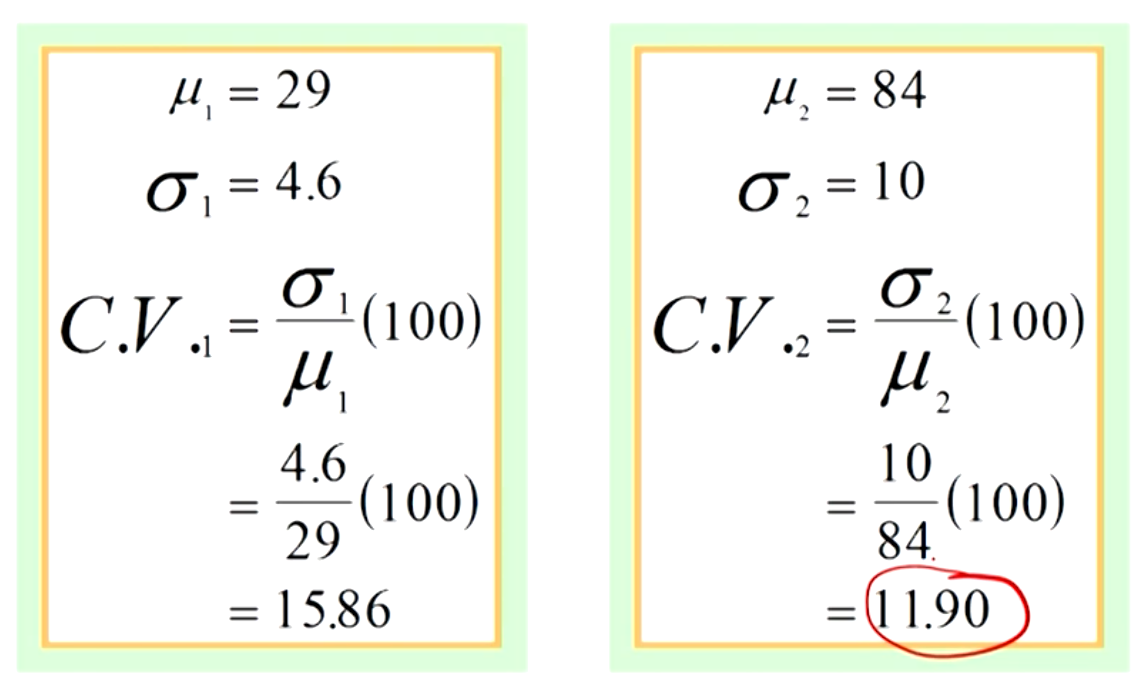 μ₁ = 29
σ₁ = 4.6
C.V.₁ = σ₁/μ₁ (100)
= 4.6/29 (100)
= 15.86
μ₂ = 84
σ₂ = 10
C.V.₂ = σ₂/μ₂ (100)
= 10/84 (100)
= 11.90